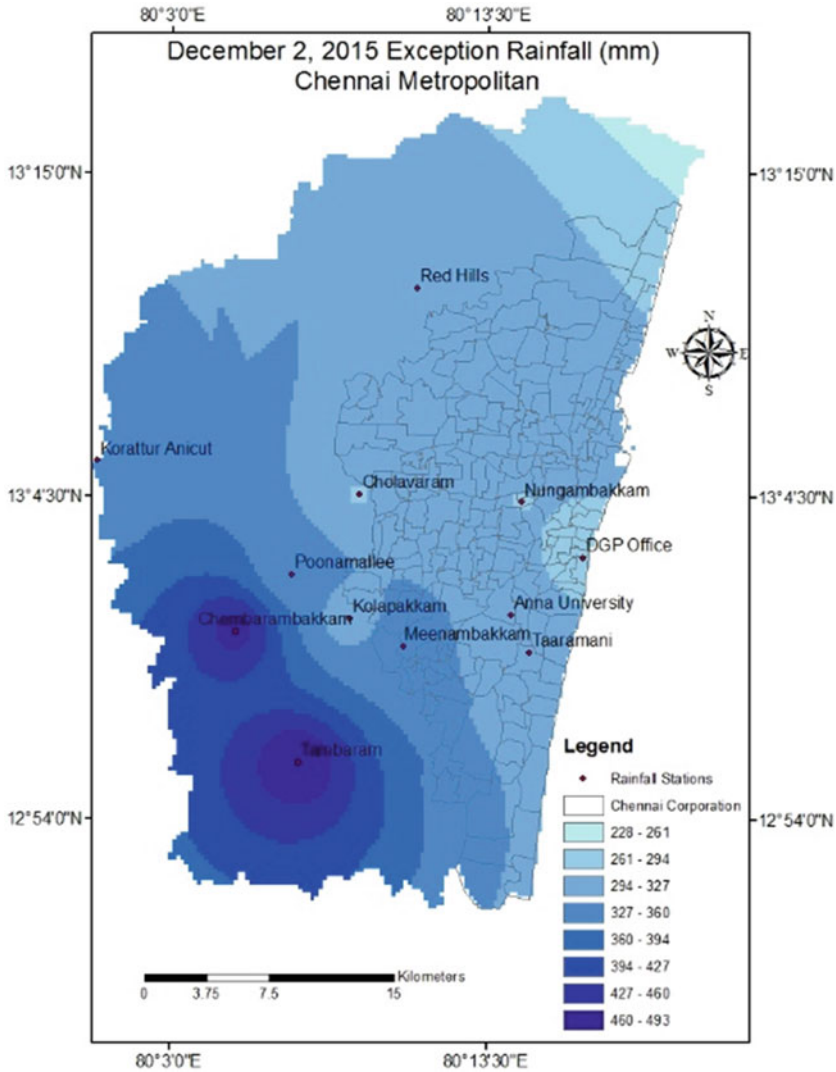 80°3'0"E 80°13'30"E
December 2, 2015 Exception Rainfall (mm)
Chennai Metropolitan
13°15'0"N 13°15'0"N
Red Hills
N
W E
S
Korattur Anicut
13°4'30"N 13°4'30"N
Cholavaram
Nungambakkam
DGP Office
Poonamallee
Kolapakkam
Anna University
Chembarambakkam
Meenambakkam
Taaramani
Tambaram
12°54'0"N 12°54'0"N
Legend
Rainfall Stations
Chennai Corporation
228 - 261
261 - 294
294 - 327
327 - 360
360 - 394
394 - 427
427 - 460
460 - 493
Kilometers
0 3.75 7.5 15
80°3'0"E 80°13'30"E